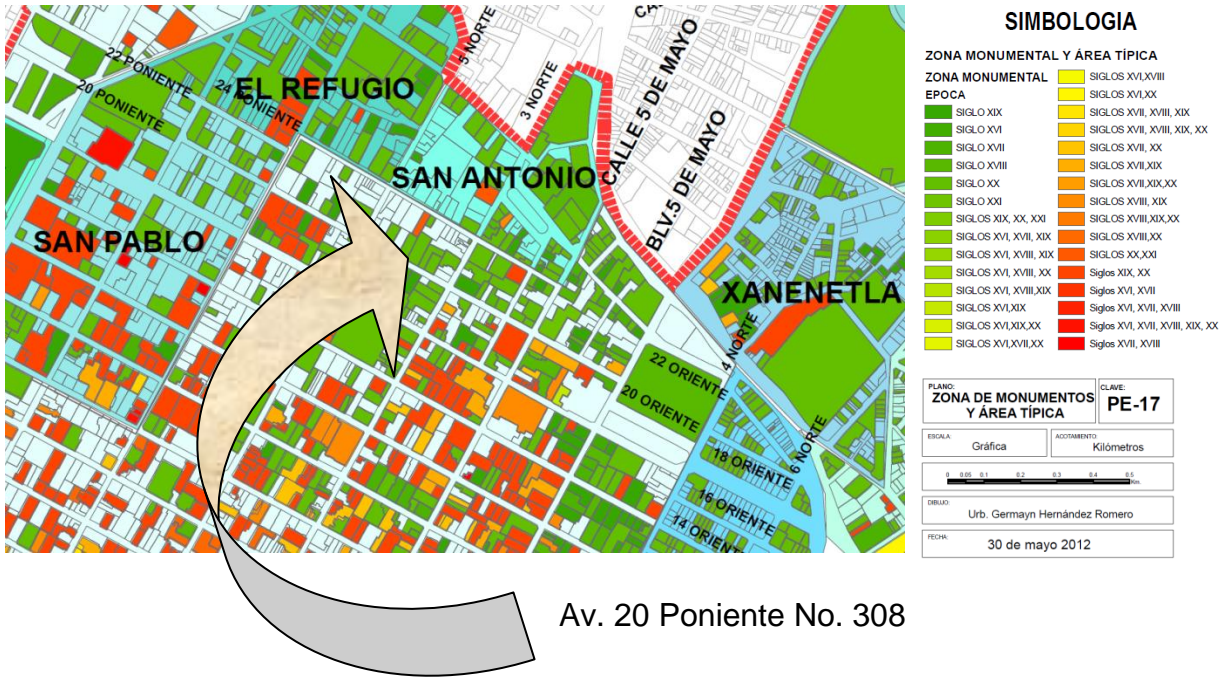 22 PONIENTE
20 PONIENTE
24 PONIENTE
EL REFUGIO
5 NORTE
3 NORTE
CALLE 5 DE MAYO
BLV.5 DE MAYO
SAN ANTONIO
SAN PABLO
XANENETLA
4 NORTE
22 ORIENTE
20 ORIENTE
6 NORTE
18 ORIENTE
16 ORIENTE
14 ORIENTE
Av. 20 Poniente No. 308
SIMBOLOGIA
ZONA MONUMENTAL Y ÁREA TÍPICA
ZONA MONUMENTAL
EPOCA
SIGLO XIX
SIGLO XVI
SIGLO XVII
SIGLO XVIII
SIGLO XX
SIGLO XXI
SIGLOS XIX, XX, XXI
SIGLOS XVI, XVII, XIX
SIGLOS XVI, XVIII, XIX
SIGLOS XVI, XVIII, XX
SIGLOS XVI, XVIII,XIX
SIGLOS XVI,XIX
SIGLOS XVI,XIX,XX
SIGLOS XVI,XVII,XX
SIGLOS XVI,XVIII
SIGLOS XVI,XX
SIGLOS XVII, XVIII, XIX
SIGLOS XVII, XVIII, XIX, XX
SIGLOS XVII, XX
SIGLOS XVII,XIX
SIGLOS XVII,XIX,XX
SIGLOS XVIII, XIX
SIGLOS XVIII,XIX,XX
SIGLOS XVIII,XX
SIGLOS XX,XXI
Siglos XIX, XX
Siglos XVI, XVII
Siglos XVI, XVII, XVIII
Siglos XVI, XVII, XVIII, XIX, XX
Siglos XVII, XVIII
PLANO:
ZONA DE MONUMENTOS
Y ÁREA TÍPICA
CLAVE:
PE-17
ESCALA:
Gráfica
ACOTAMIENTO:
Kilómetros
0 0.05 0.1 0.2 0.3 0.4 0.5
Km.
DIBUJO:
Urb. Germayn Hernández Romero
FECHA:
30 de mayo 2012